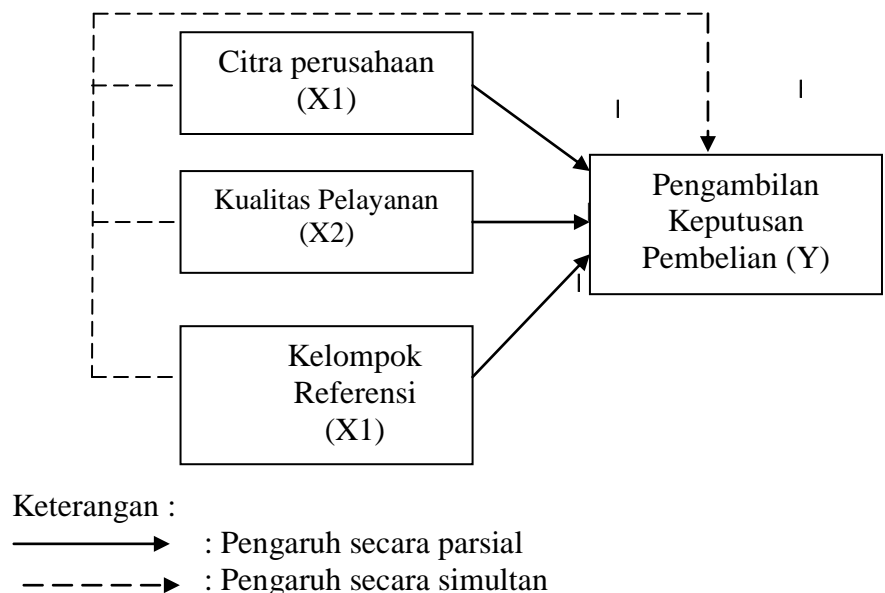 Citra perusahaan
(X1)
Kualitas Pelayanan
(X2)
Kelompok
Referensi
(X1)
Pengambilan
Keputusan
Pembelian (Y)
Keterangan :
: Pengaruh secara parsial
: Pengaruh secara simultan